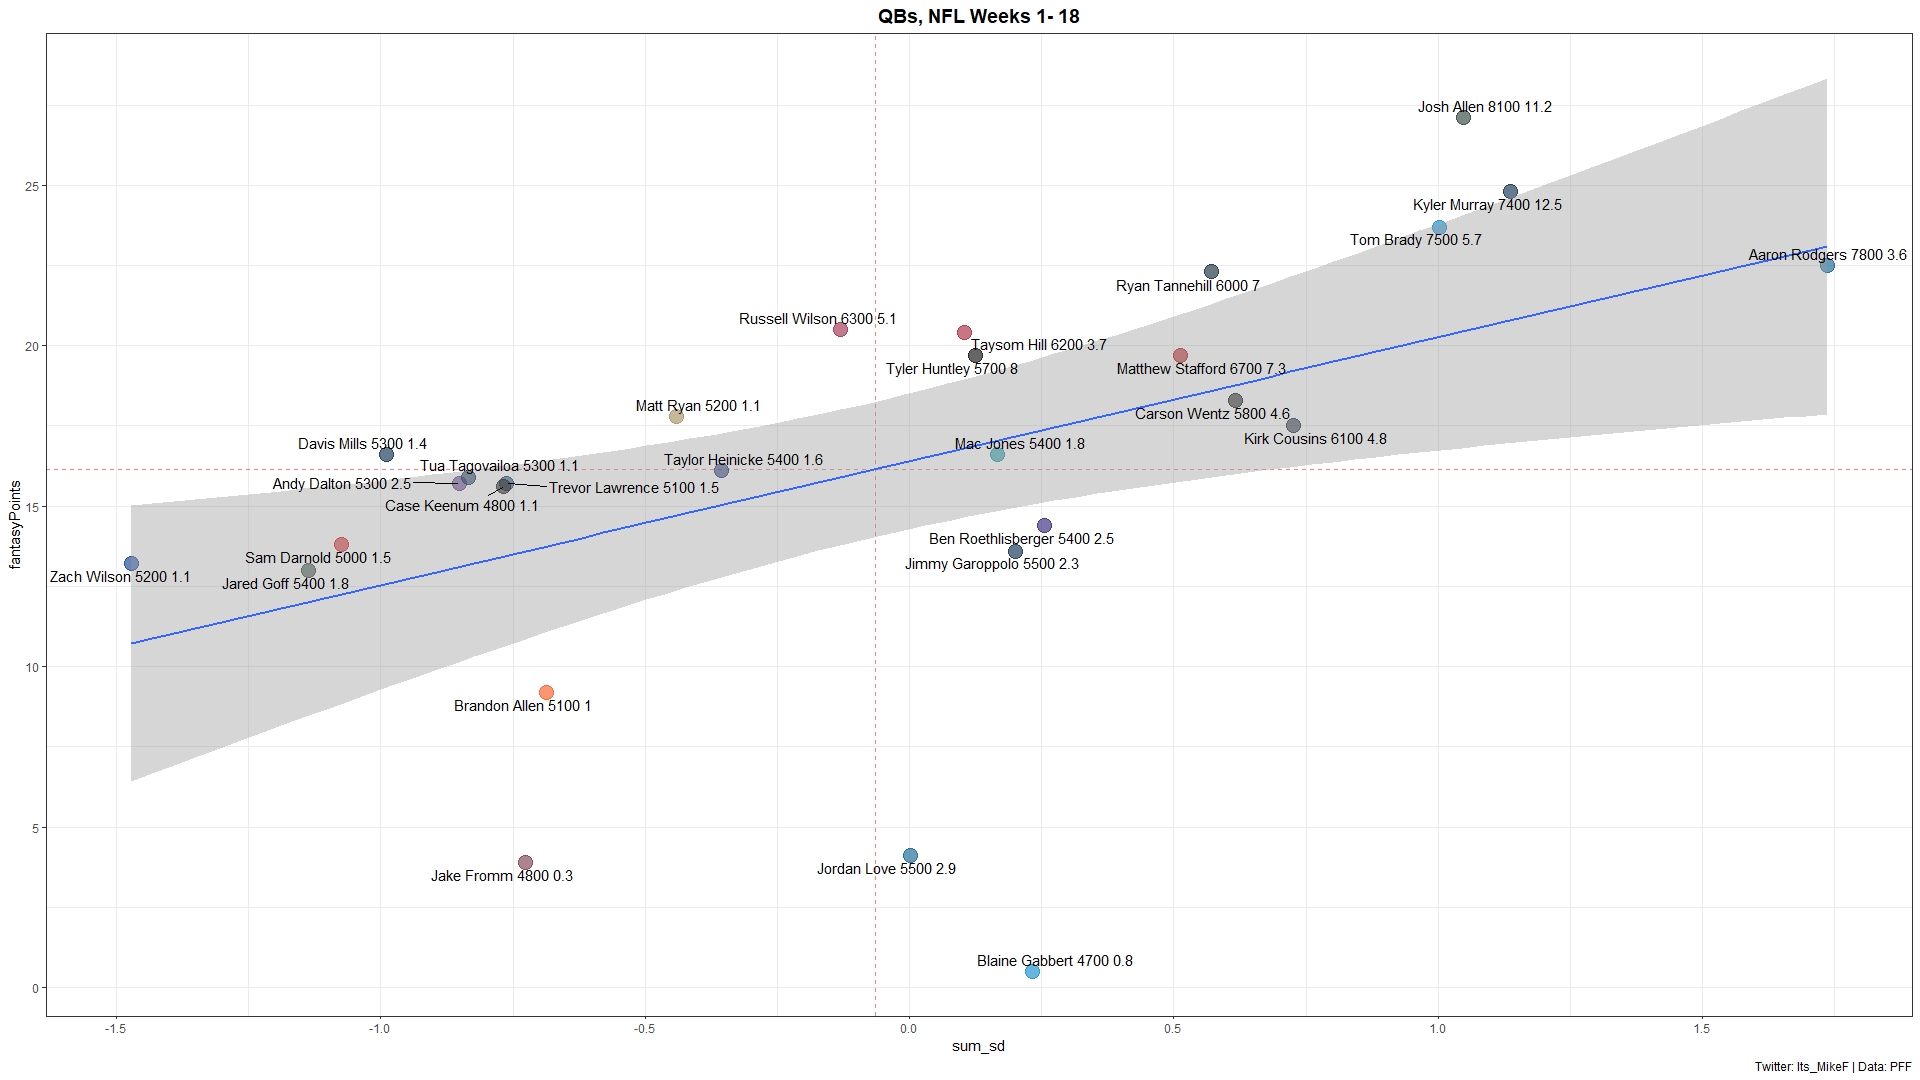 QBs, NFL Weeks 1- 18
Josh Allen 8100 11.2
25
Kyler Murray 7400 12.5
Tom Brady 7500 5.7
Aaron Rodgers 7800 3.6
Ryan Tannehill 6000 7
Russell Wilson 6300 5.1
20
Taysom Hill 6200 3.7
Tyler Huntley 5700 8
Matthew Stafford 6700 7.3
Matt Ryan 5200 1.1
Carson Wentz 5800 4.6
Kirk Cousins 6100 4.8
Davis Mills 5300 1.4
Mac Jones 5400 1.8
Taylor Heinicke 5400 1.6
Tua Tagovailoa 5300 1.1
Andy Dalton 5300 2.5
Trevor Lawrence 5100 1.5
Case Keenum 4800 1.1
15
fantasyPoints
Ben Roethlisberger 5400 2.5
Sam Darnold 5000 1.5
Jimmy Garoppolo 5500 2.3
Zach Wilson 5200 1.1
Jared Goff 5400 1.8
10
Brandon Allen 5100 1
5
Jordan Love 5500 2.9
Jake Fromm 4800 0.3
Blaine Gabbert 4700 0.8
0
-1.5 -1.0 -0.5 0.0 0.5 1.0 1.5
sum_sd
Twitter: Its_MikeF | Data: PFF